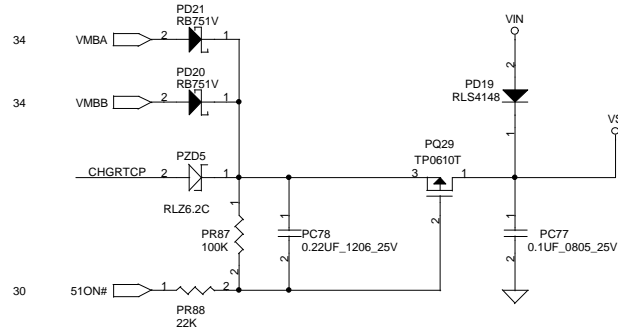 PD21
RB751V
34 VMBA 2 1
PD20
RB751V
34 VMBB 2 1
VIN
2
PD19
RLS4148
1
VS
PZD5
CHGRTCP 2 1
RLZ6.2C
PQ29
TP0610T
3 1
2
1
PR87
100K
2
1
PC78
0.22UF_1206_25V
2
1
PC77
0.1UF_0805_25V
2
30 51ON# 1 2
PR88
22K